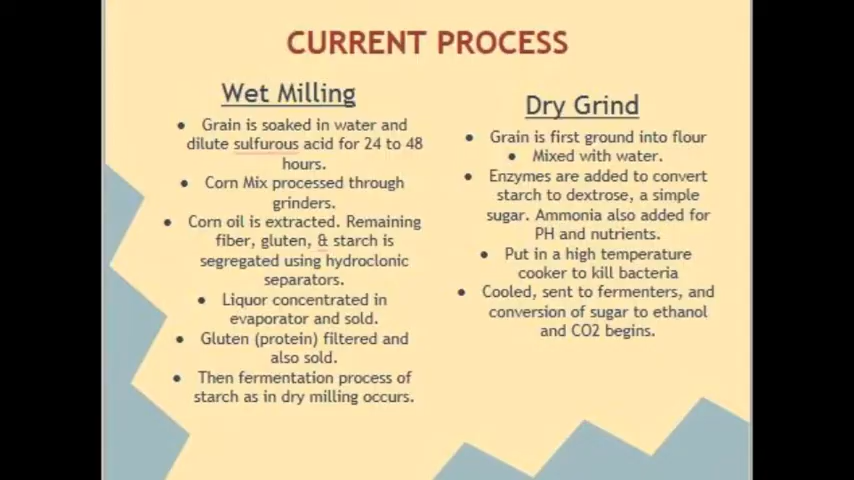 CURRENT PROCESS
Wet Milling
● Grain is soaked in water and
dilute sulfurous acid for 24 to 48
hours.
● Corn Mix processed through
grinders.
● Corn oil is extracted. Remaining
fiber, gluten, & starch is
segregated using hydroclonic
separators.
● Liquor concentrated in
evaporator and sold.
● Gluten (protein) filtered and
also sold.
● Then fermentation process of
starch as in dry milling occurs.
Dry Grind
● Grain is first ground into flour
● Mixed with water.
● Enzymes are added to convert
starch to dextrose, a simple
sugar. Ammonia also added for
PH and nutrients.
● Put in a high temperature
cooker to kill bacteria
● Cooled, sent to fermenters, and
conversion of sugar to ethanol
and CO2 begins.